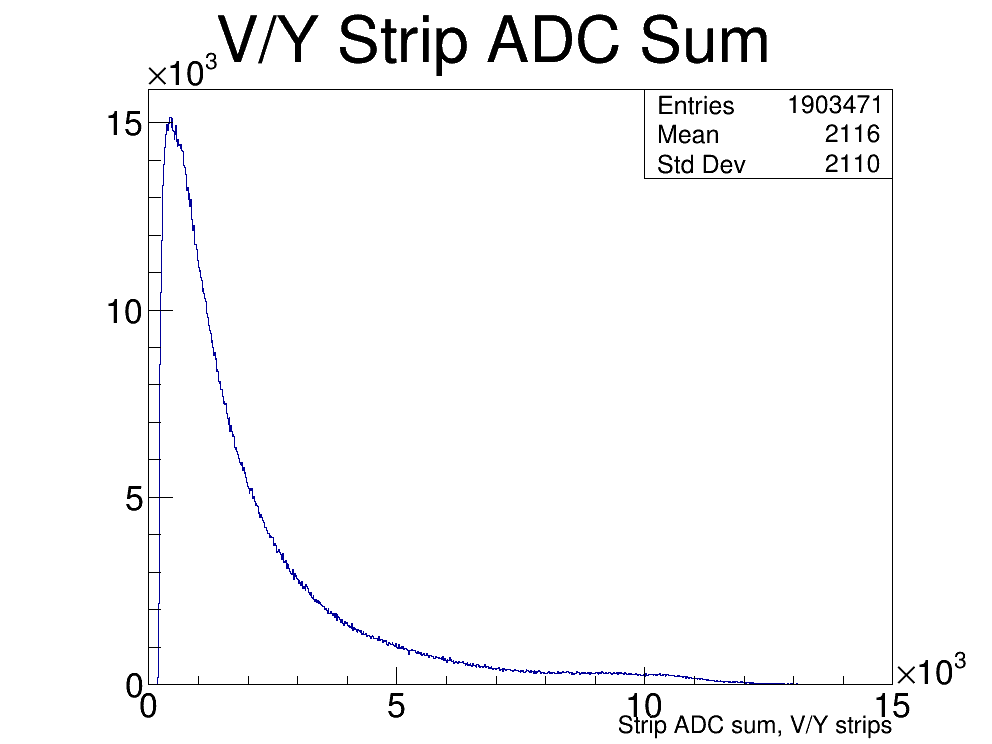 V/Y Strip ADC Sum
×10³
Entries 1903471
Mean 2116
Std Dev 2110
15
10
5
0
0 5 10 15
×10³
Strip ADC sum, V/Y strips